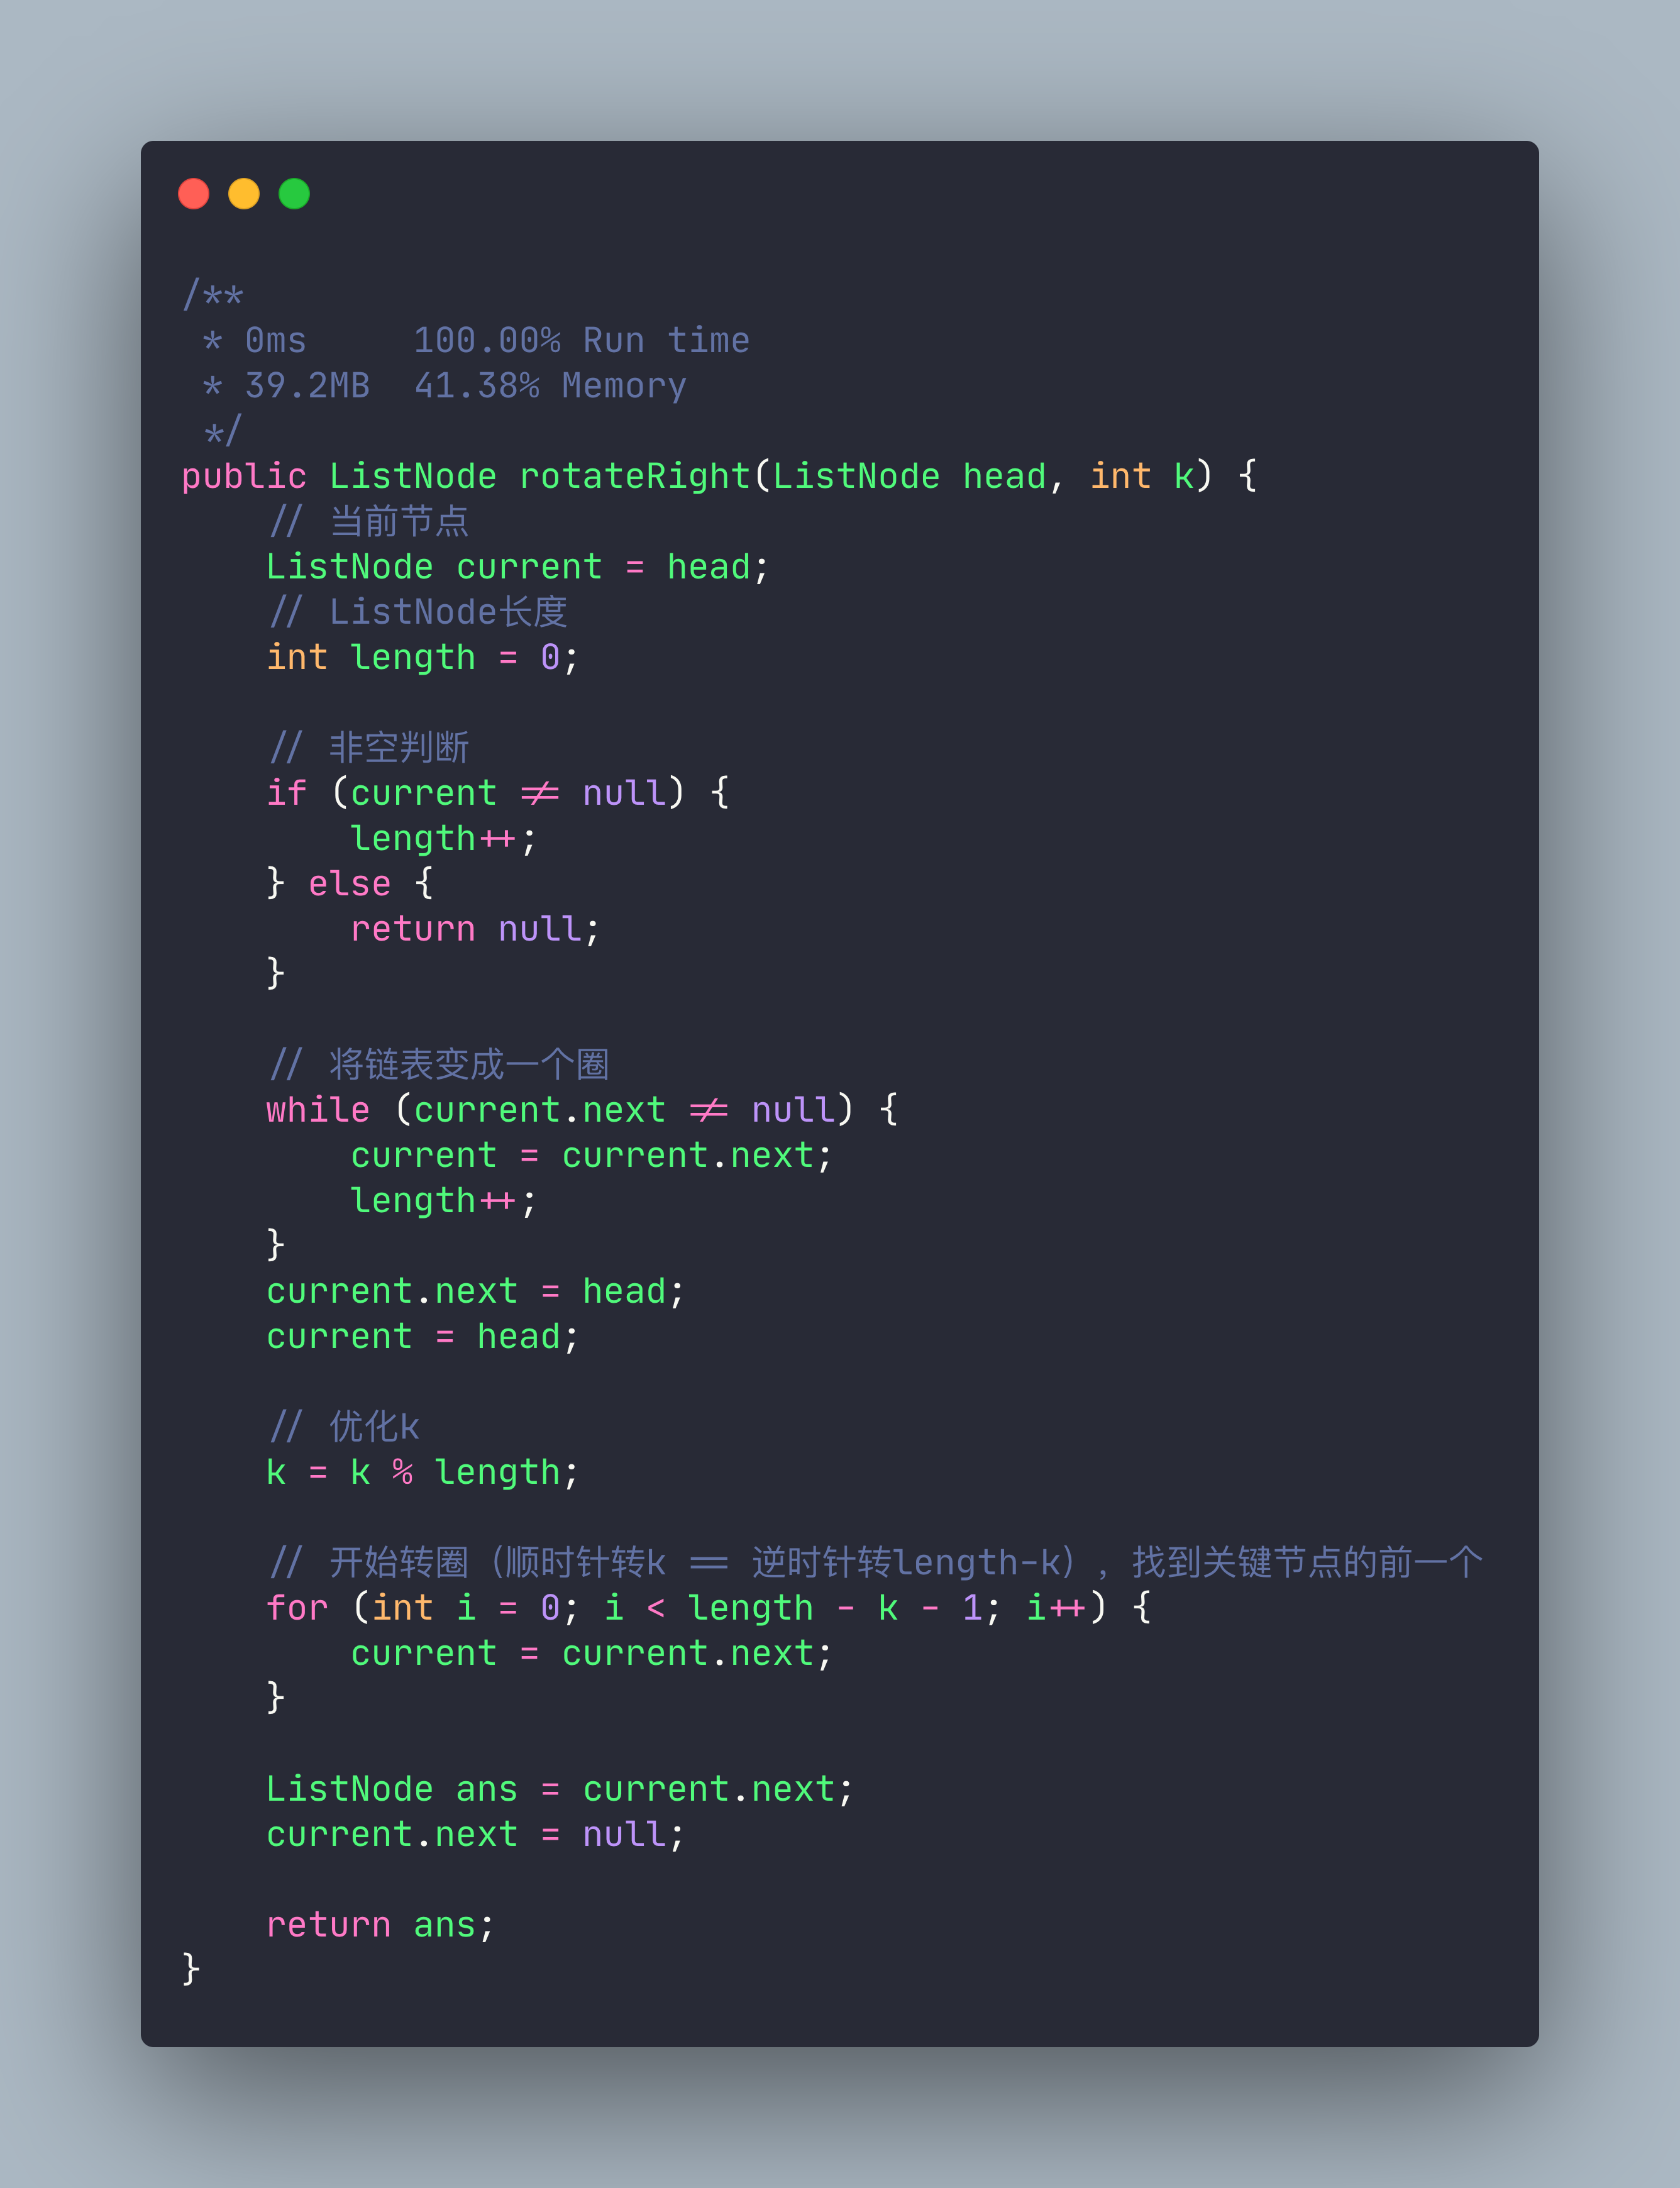 /**
 * 0ms     100.00% Run time
 * 39.2MB  41.38% Memory
 */
public ListNode rotateRight(ListNode head, int k) {
    // 当前节点
    ListNode current = head;
    // ListNode长度
    int length = 0;

    // 非空判断
    if (current != null) {
        length++;
    } else {
        return null;
    }

    // 将链表变成一个圈
    while (current.next != null) {
        current = current.next;
        length++;
    }
    current.next = head;
    current = head;

    // 优化k
    k = k % length;

    // 开始转圈（顺时针转k == 逆时针转length-k），找到关键节点的前一个
    for (int i = 0; i < length - k - 1; i++) {
        current = current.next;
    }

    ListNode ans = current.next;
    current.next = null;

    return ans;
}